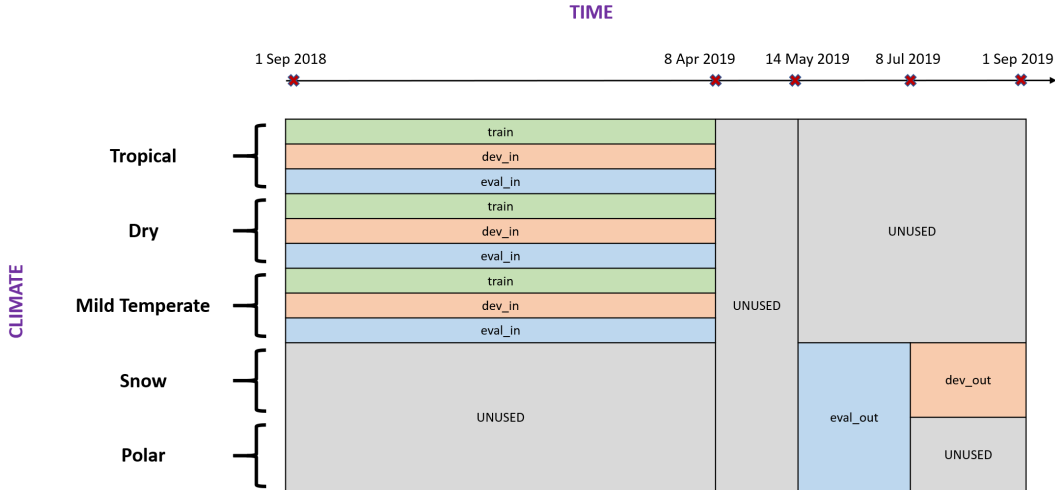 TIME
1 Sep 2018
8 Apr 2019
14 May 2019
8 Jul 2019
1 Sep 2019
CLIMATE
Tropical
train
dev_in
eval_in
Dry
train
dev_in
eval_in
UNUSED
Mild Temperate
train
dev_in
eval_in
UNUSED
Snow
dev_out
UNUSED
eval_out
Polar
UNUSED